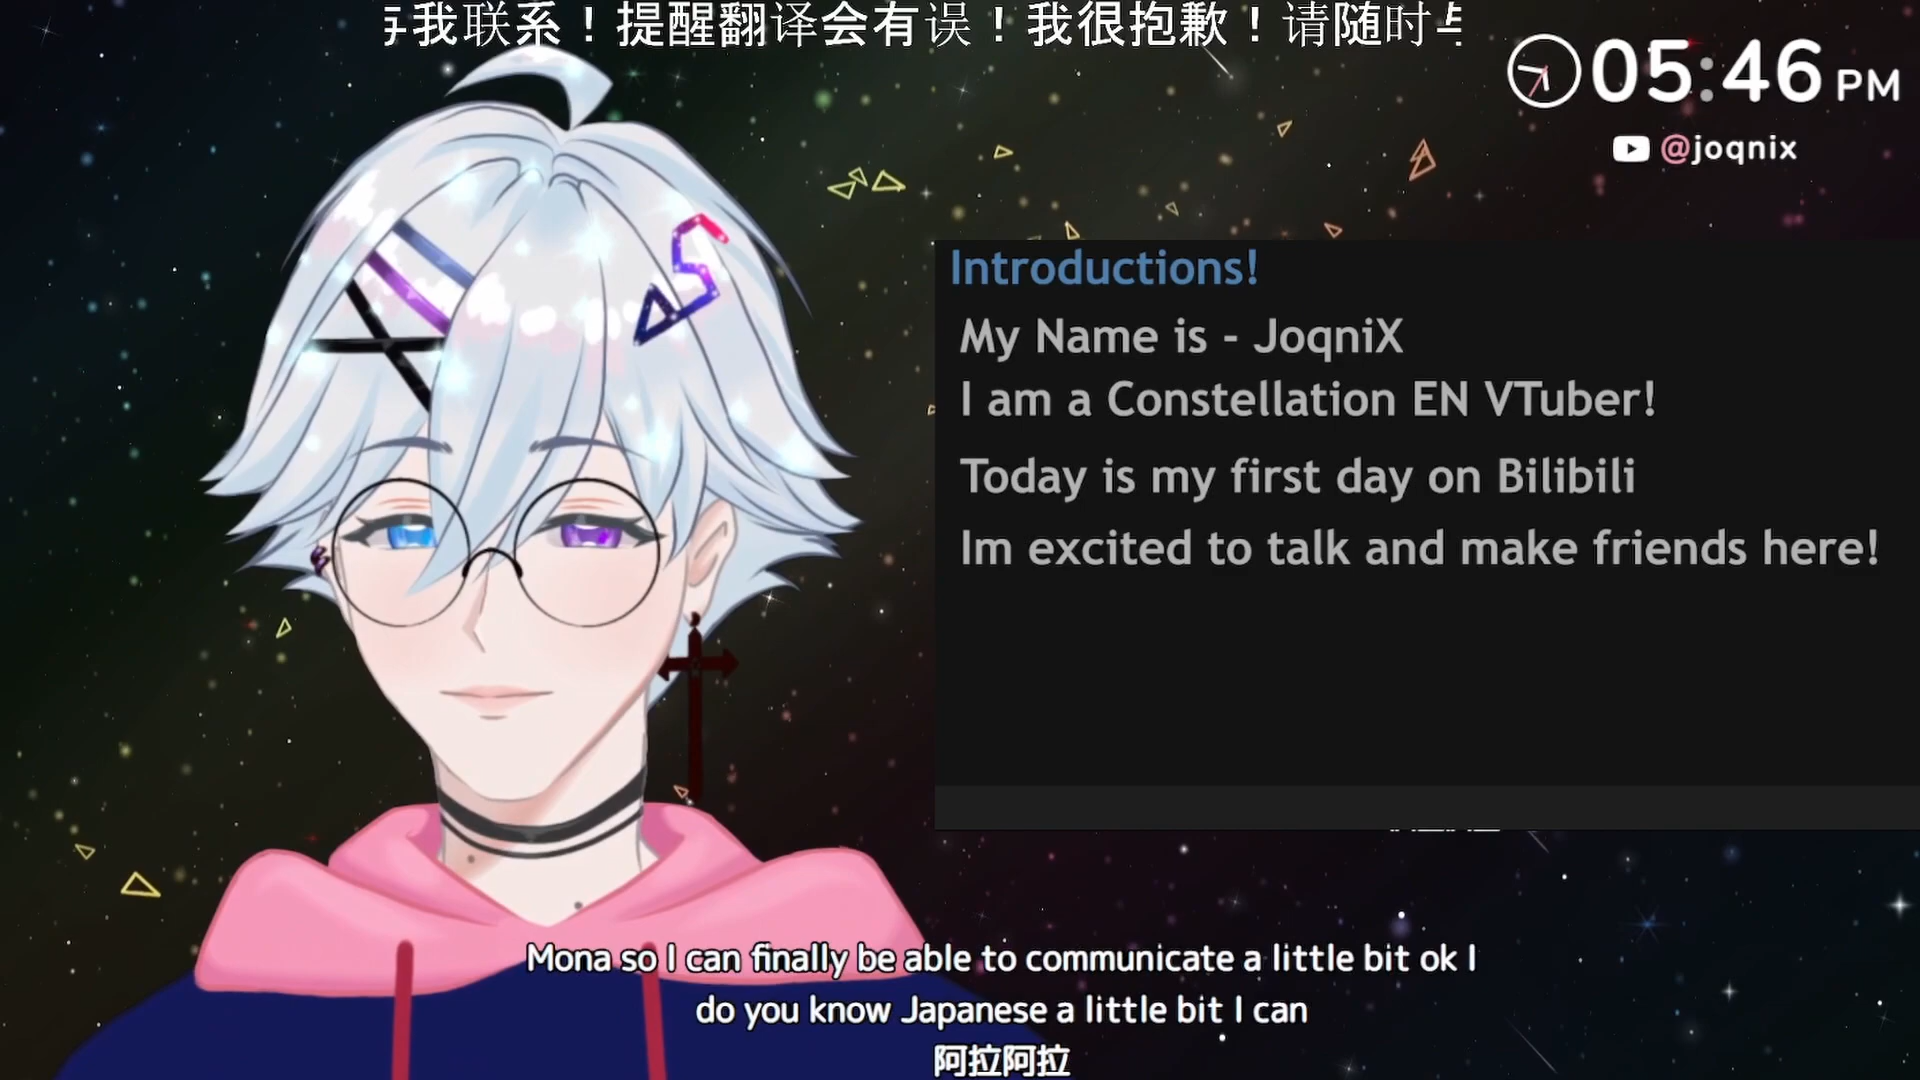 我联系！提醒翻译会有误！我很抱歉！请随时
05:46 PM
@joqnix
Introductions!
My Name is - JoqniX
I am a Constellation EN VTuber!
Today is my first day on Bilibili
Im excited to talk and make friends here!
Mona so I can finally be able to communicate a little bit ok I
do you know Japanese a little bit I can
阿拉阿拉